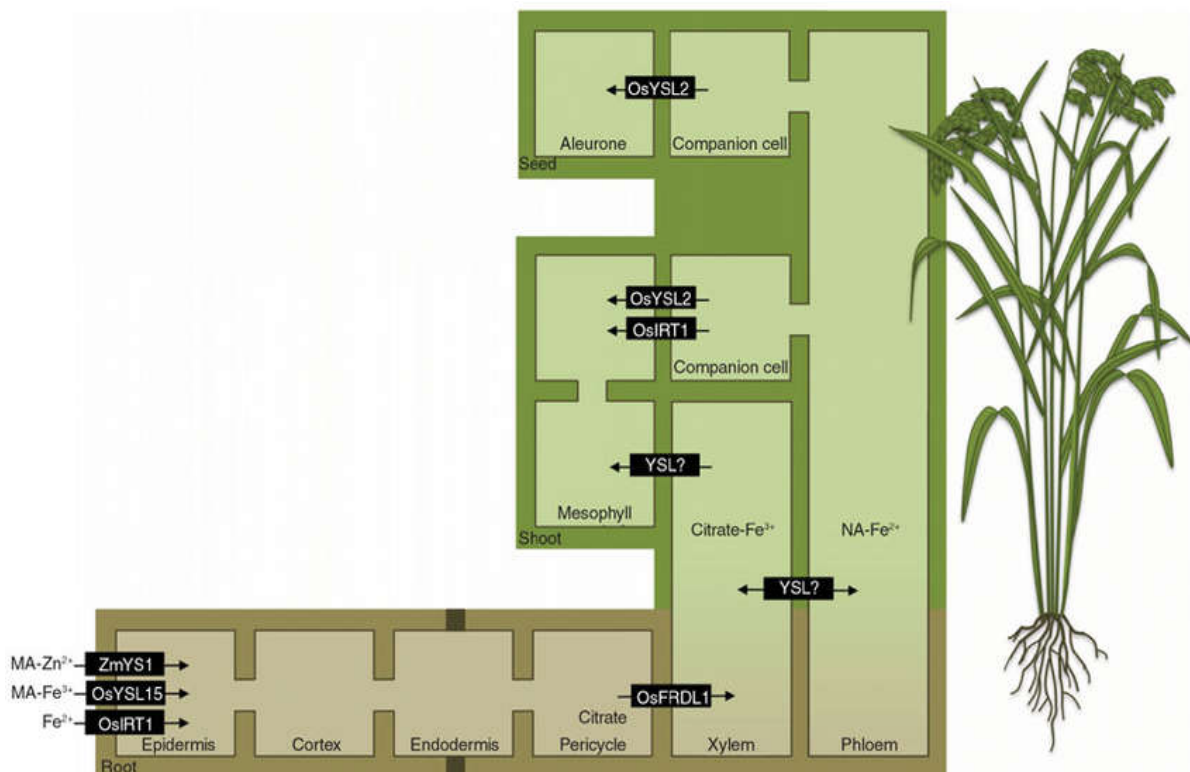 OsYSL2
Aleurone
Companion cell
Seed
OsYSL2
OsIRT1
Companion cell
YSL?
Mesophyll
Citrate-Fe³⁺
NA-Fe²⁺
Shoot
YSL?
MA-Zn²⁺
ZmYS1
MA-Fe³⁺
OsYSL15
OsFRDL1
Fe²⁺
OsIRT1
Citrate
Epidermis
Cortex
Endodermis
Pericycle
Xylem
Phloem
Root